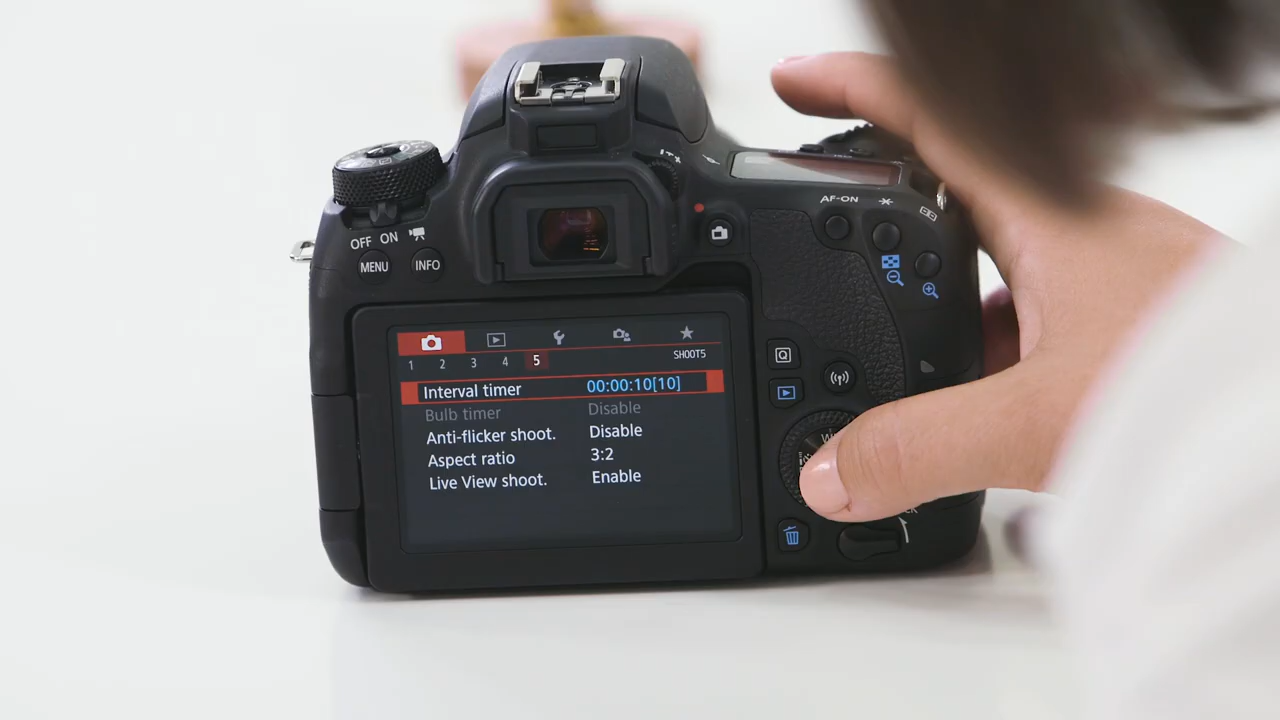 AF-ON
OFF ON
MENU INFO
1 2 3 4 5 SHOOT5
Interval timer 00:00:10[10]
Bulb timer Disable
Anti-flicker shoot. Disable
Aspect ratio 3:2
Live View shoot. Enable
Q